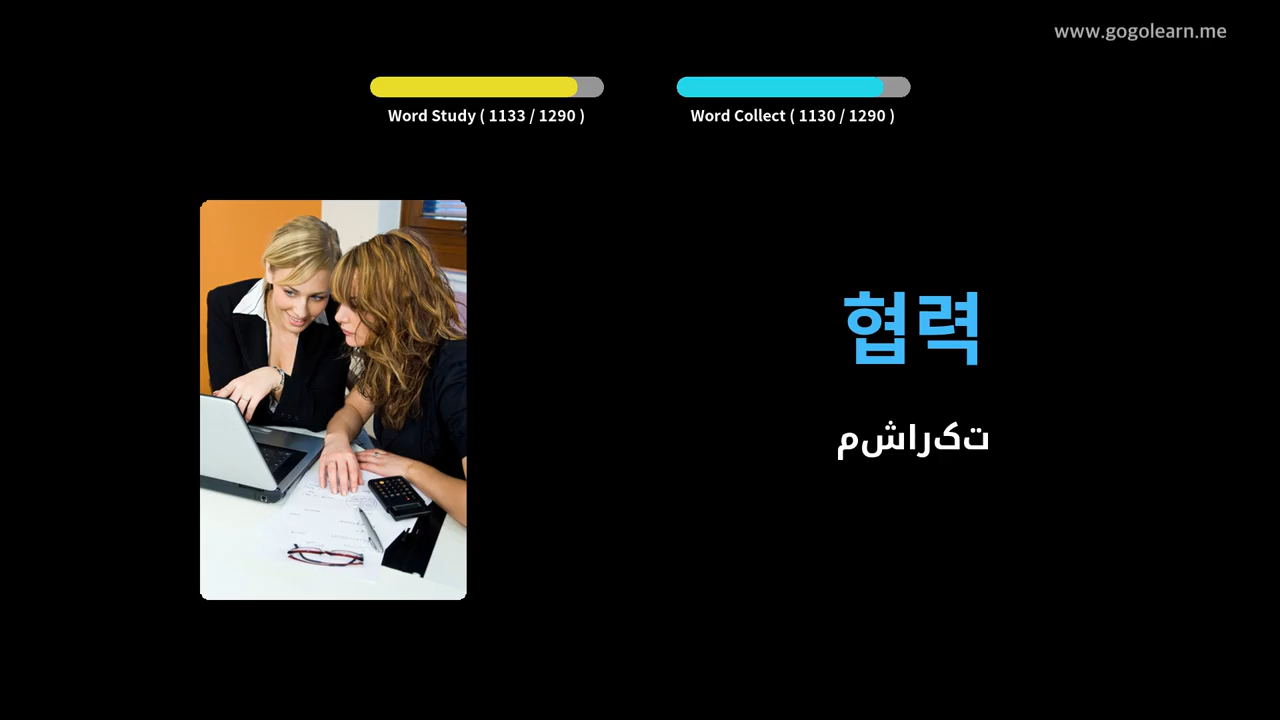 www.gogolearn.me
Word Study ( 1133 / 1290 )
Word Collect ( 1130 / 1290 )
협력
تکراشم